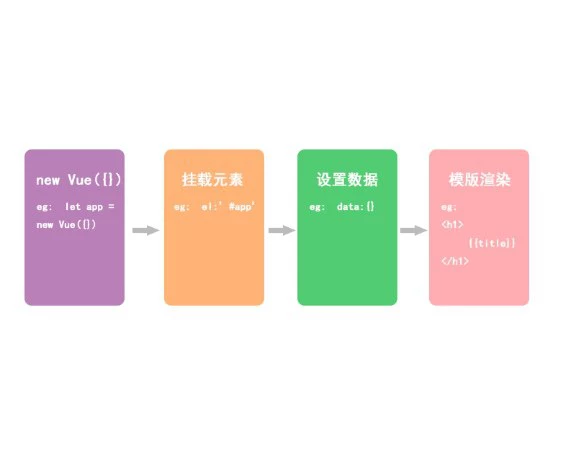 new Vue({})
eg: let app =
new Vue({})
挂载元素
eg: el:'#app'
设置数据
eg: data:{}
模版渲染
eg:
<h1>
{{title}}
</h1>